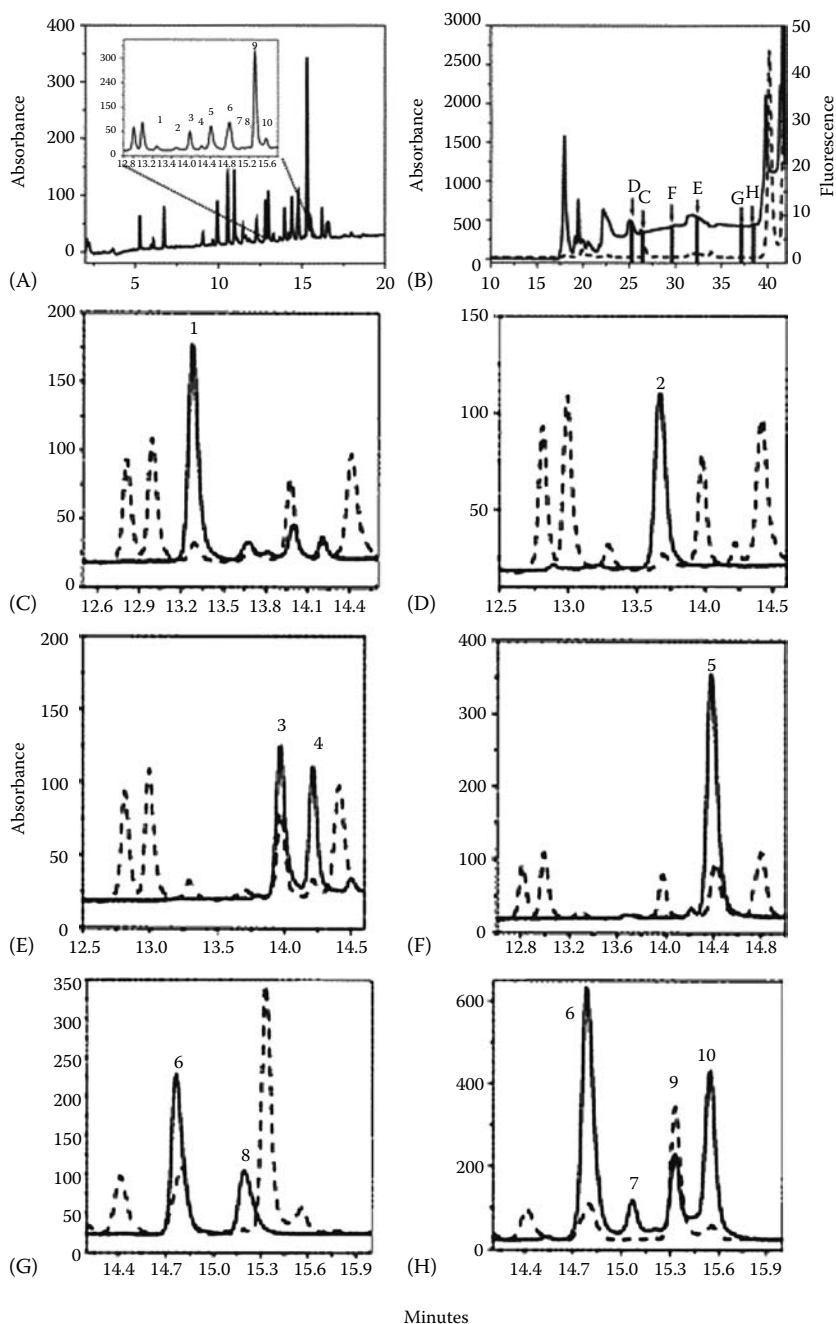 400
300
200
100
0
Absorbance
300
240
150
50
0
9
1
2
3
4
5
6
7
8
10
12.8 13.2 13.4 14.0 14.4 14.8 15.2 15.6
5 10 15 20
(A)
3000
2500
2000
1500
1000
500
0
Absorbance
50
40
30
20
10
0
Fluorescence
D
C
F
E
G
H
10 15 20 25 30 35 40
(B)
200
150
100
50
0
1
12.6 12.9 13.2 13.5 13.8 14.1 14.4
(C)
150
100
50
2
12.5 13.0 13.5 14.0 14.5
(D)
200
150
100
50
0
Absorbance
3
4
12.5 13.0 13.5 14.0 14.5
(E)
400
300
200
100
0
5
12.8 13.2 13.6 14.0 14.4 14.8
(F)
350
300
250
200
150
100
50
0
6
8
14.4 14.7 15.0 15.3 15.6 15.9
(G)
600
400
200
0
6
7
9
10
14.4 14.7 15.0 15.3 15.6 15.9
(H)
Minutes